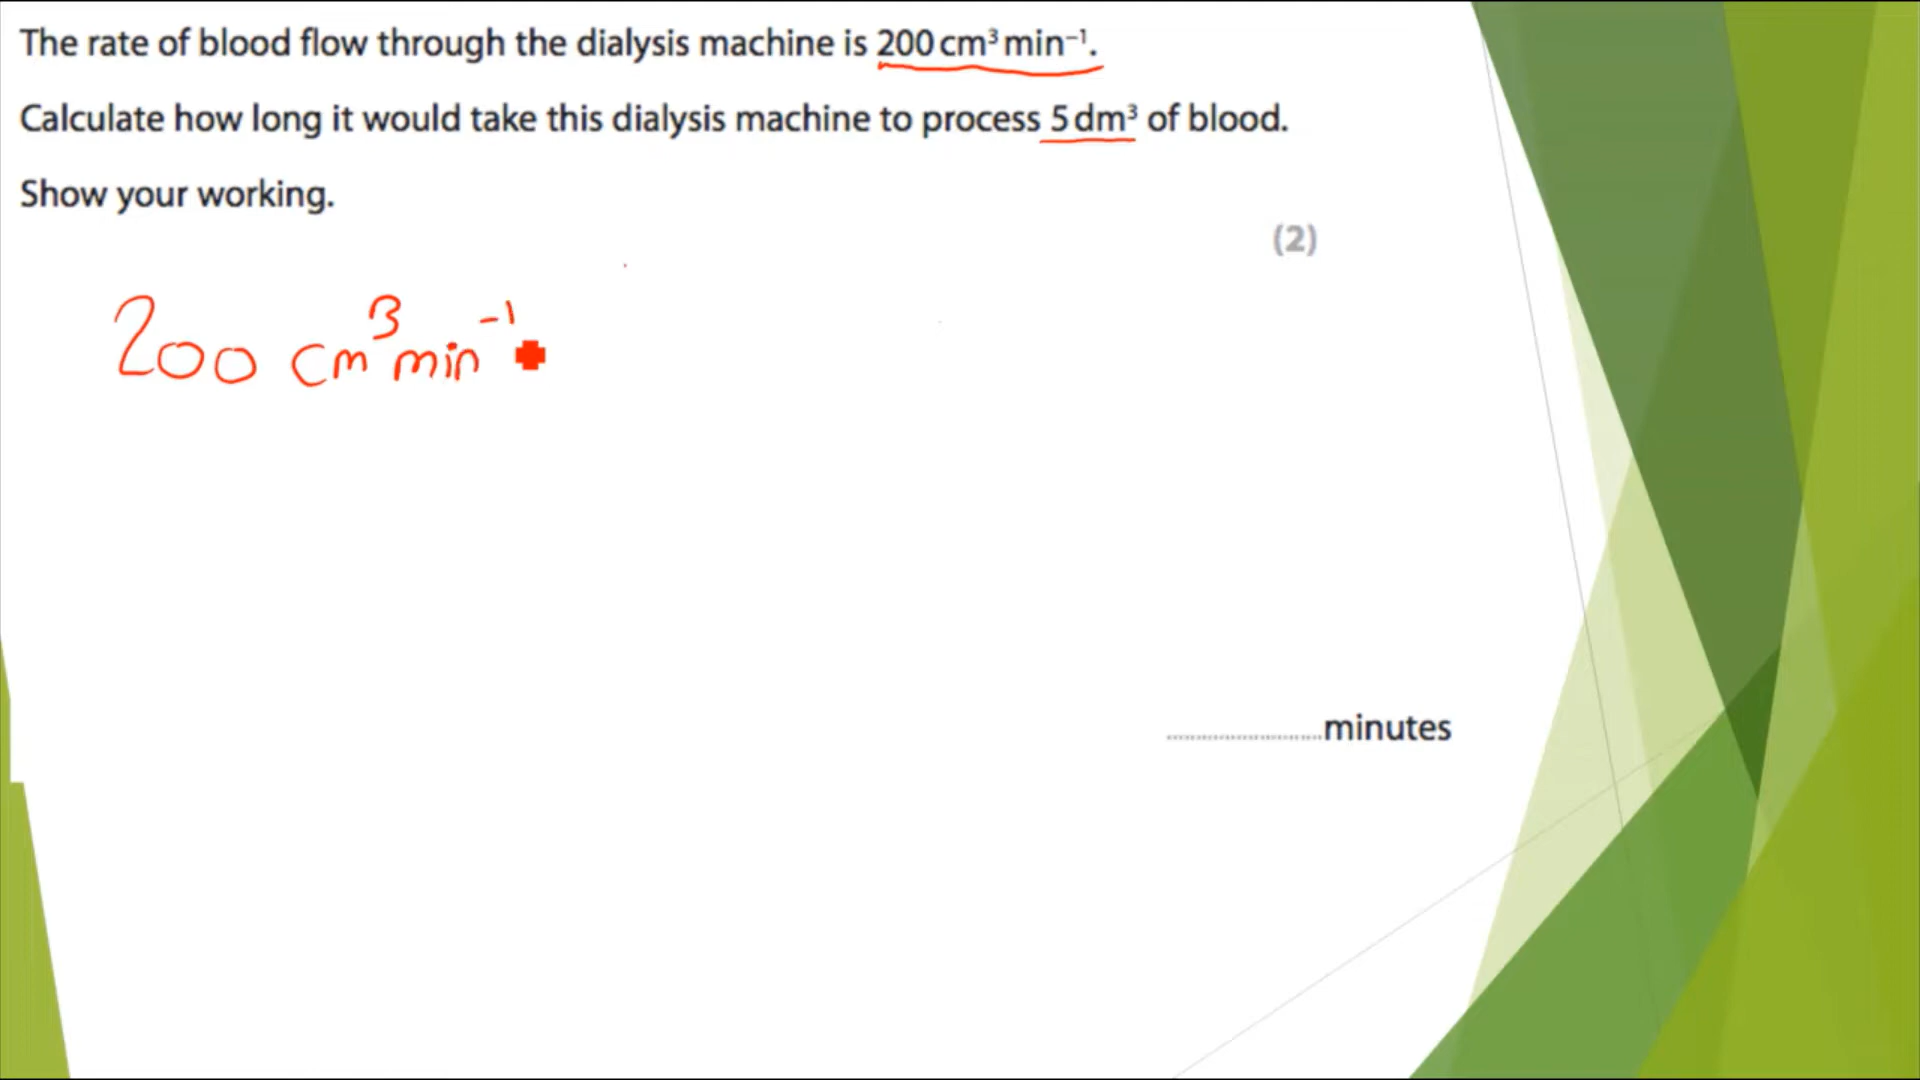 The rate of blood flow through the dialysis machine is 200 cm³ min⁻¹.
Calculate how long it would take this dialysis machine to process 5 dm³ of blood.
Show your working.
(2)
200 cm³ min⁻¹
........................minutes